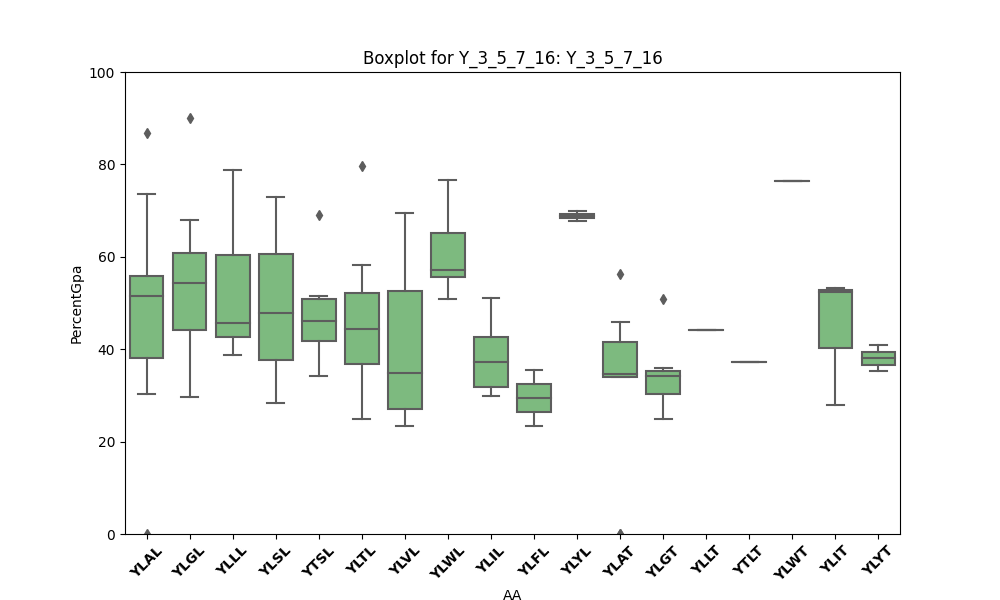 Boxplot for Y_3_5_7_16: Y_3_5_7_16
100
80
60
40
20
0
PercentGpa
YLAL YLGL YLLL YLSL YTSL YLTL YLVL YLWL YLIL YLFL YLYL YLAT YLGT YLLT YTLT YLWT YLIT YLYT
AA